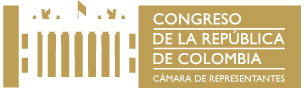 CONGRESO
DE LA REPÚBLICA
DE COLOMBIA
CÁMARA DE REPRESENTANTES